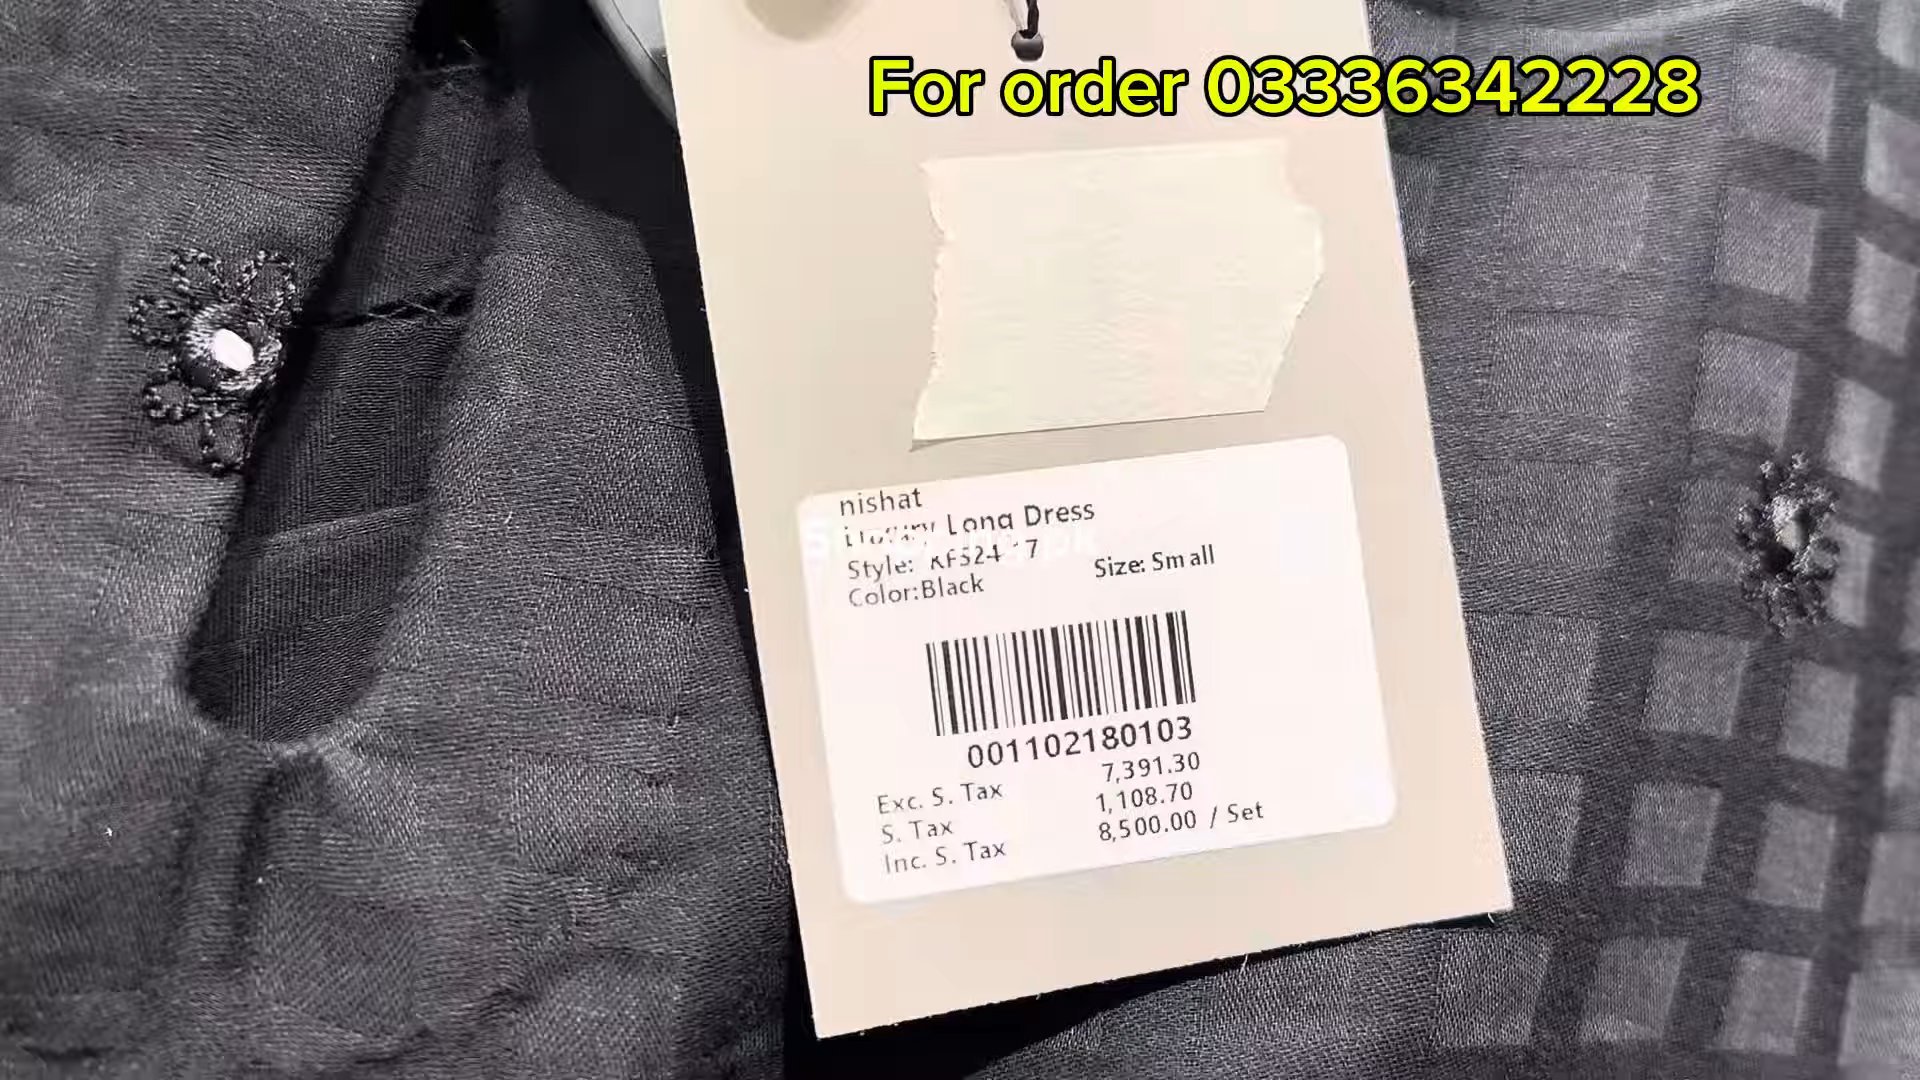 For order 03336342228
nishat
Luxury Long Dress
Style:
Size: Small
Color:Black
001102180103
Exc. S. Tax 7,391.30
S. Tax 1,108.70
Inc. S. Tax 8,500.00 / Set